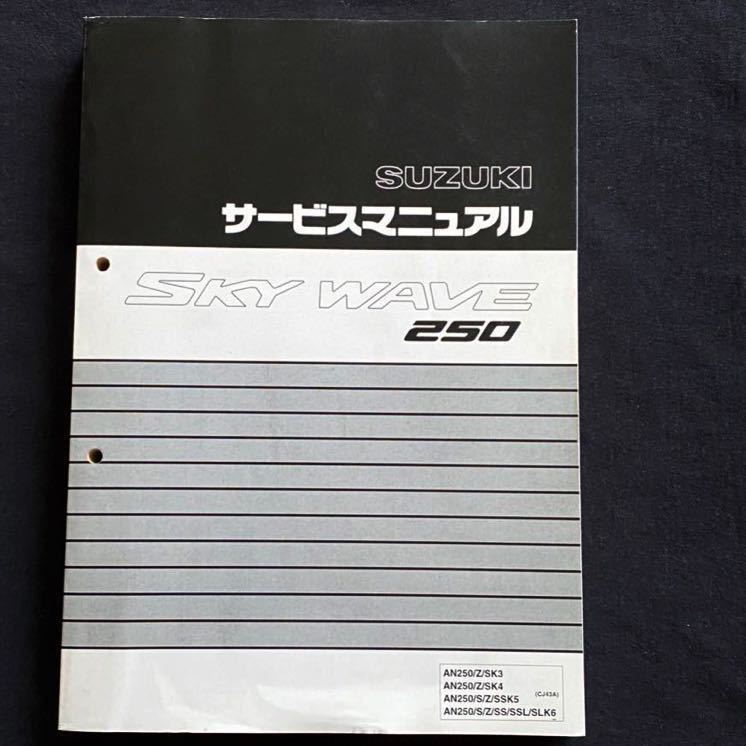 SUZUKI
サービスマニュアル
SKY WAVE
250
AN250/Z/SK3
AN250/Z/SK4
AN250/S/Z/SSK5 (CJ43A)
AN250/S/Z/SS/SSL/SLK6